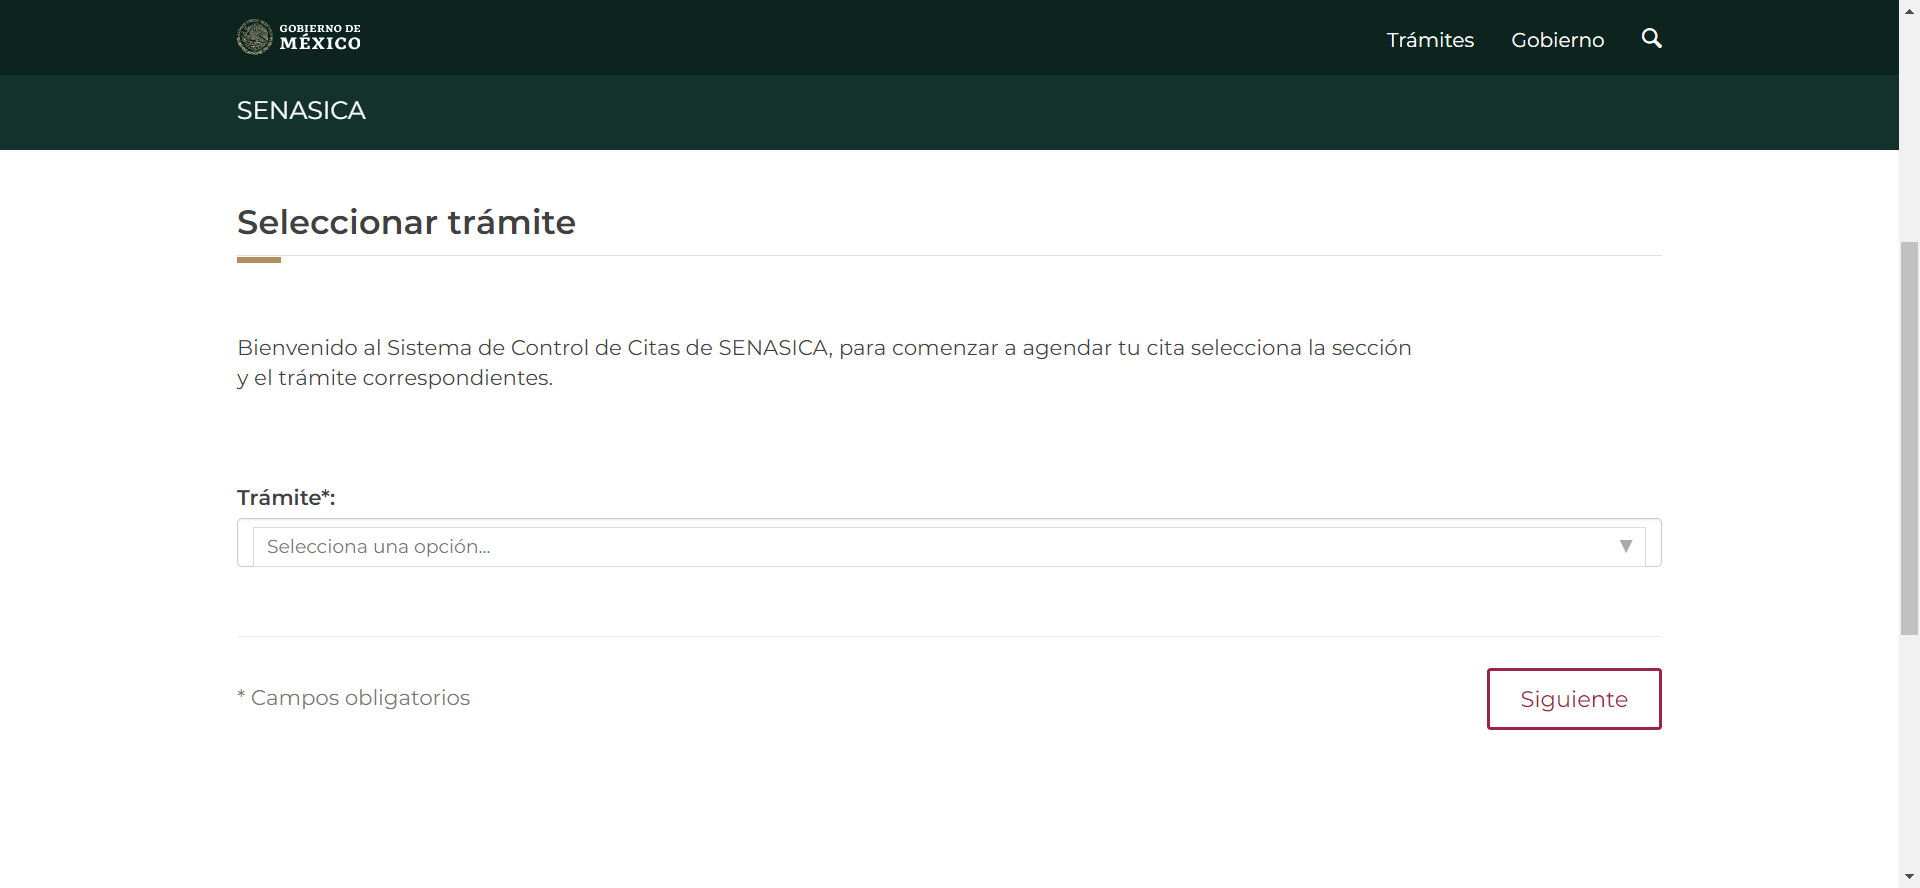 GOBIERNO DE
MÉXICO
Trámites
Gobierno
SENASICA
Seleccionar trámite
Bienvenido al Sistema de Control de Citas de SENASICA, para comenzar a agendar tu cita selecciona la sección
y el trámite correspondientes.
Trámite*:
Selecciona una opción...
* Campos obligatorios
Siguiente